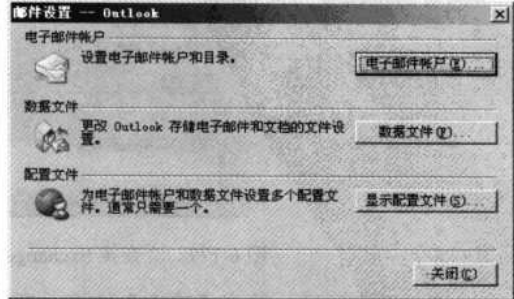 邮件设置 -- Outlook
电子邮件帐户
设置电子邮件帐户和目录。
电子邮件帐户(E)...
数据文件
更改 Outlook 存储电子邮件和文档的文件设
置。
数据文件(F)...
配置文件
为电子邮件帐户和数据文件设置多个配置文
件。通常只需要一个。
显示配置文件(S)...
关闭(C)